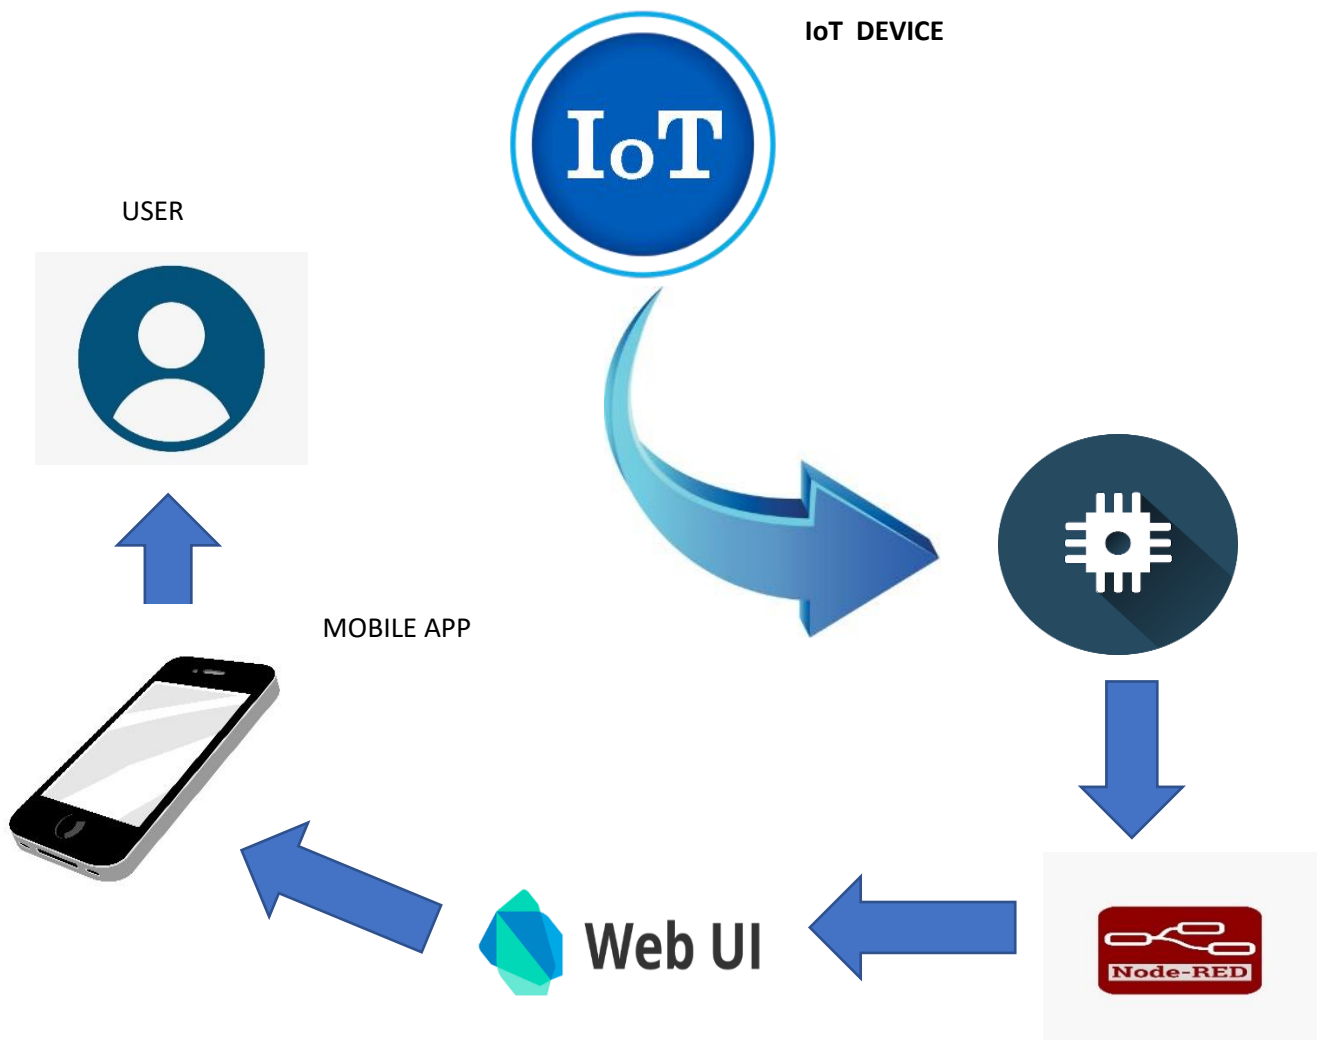 IoT DEVICE
IoT
USER
MOBILE APP
Web UI
Node-RED